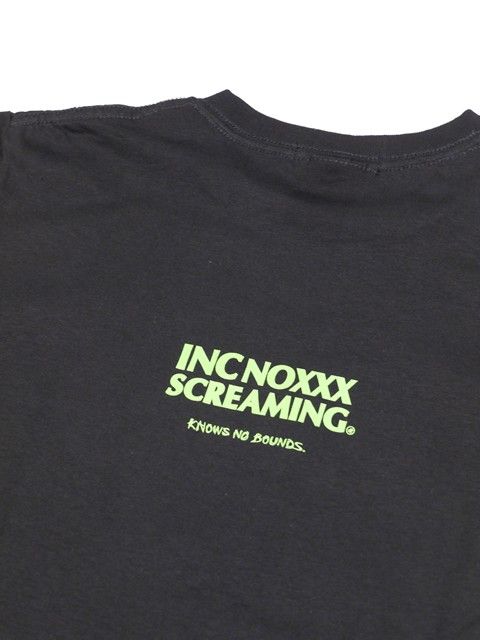 INC NOXXX
SCREAMING®
KNOWS NO BOUNDS.